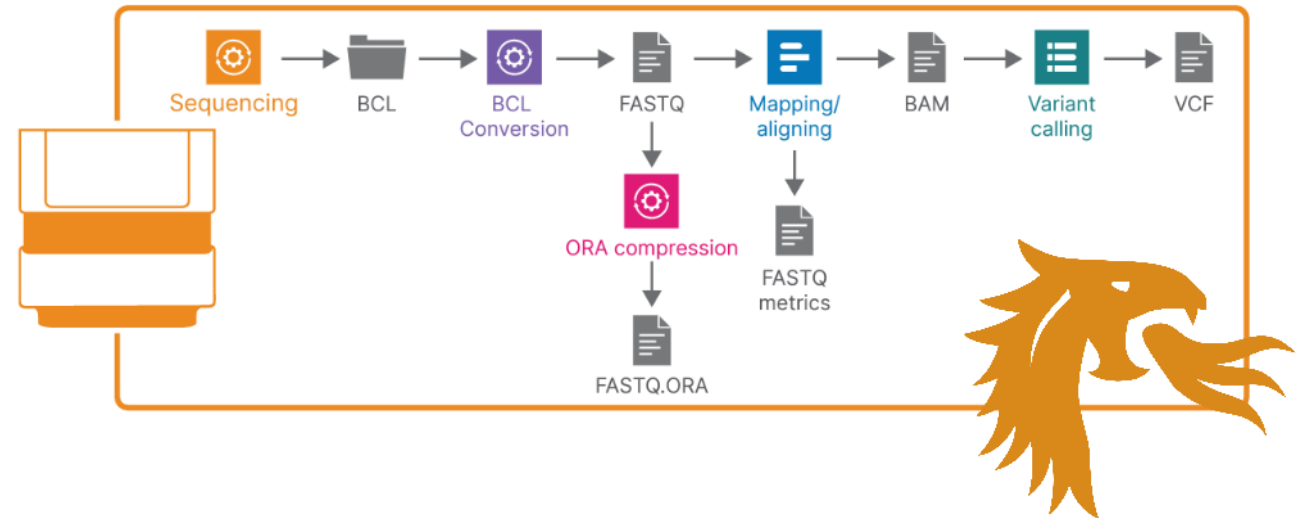 Sequencing
BCL
BCL
Conversion
FASTQ
Mapping/
aligning
BAM
Variant
calling
VCF
ORA compression
FASTQ
metrics
FASTQ.ORA